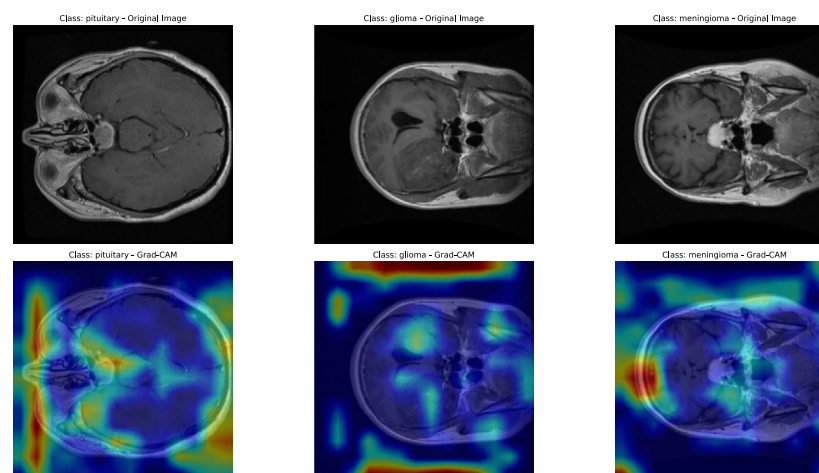 Class: pituitary - Original Image
Class: glioma - Original Image
Class: meningioma - Original Image
Class: pituitary - Grad-CAM
Class: glioma - Grad-CAM
Class: meningioma - Grad-CAM